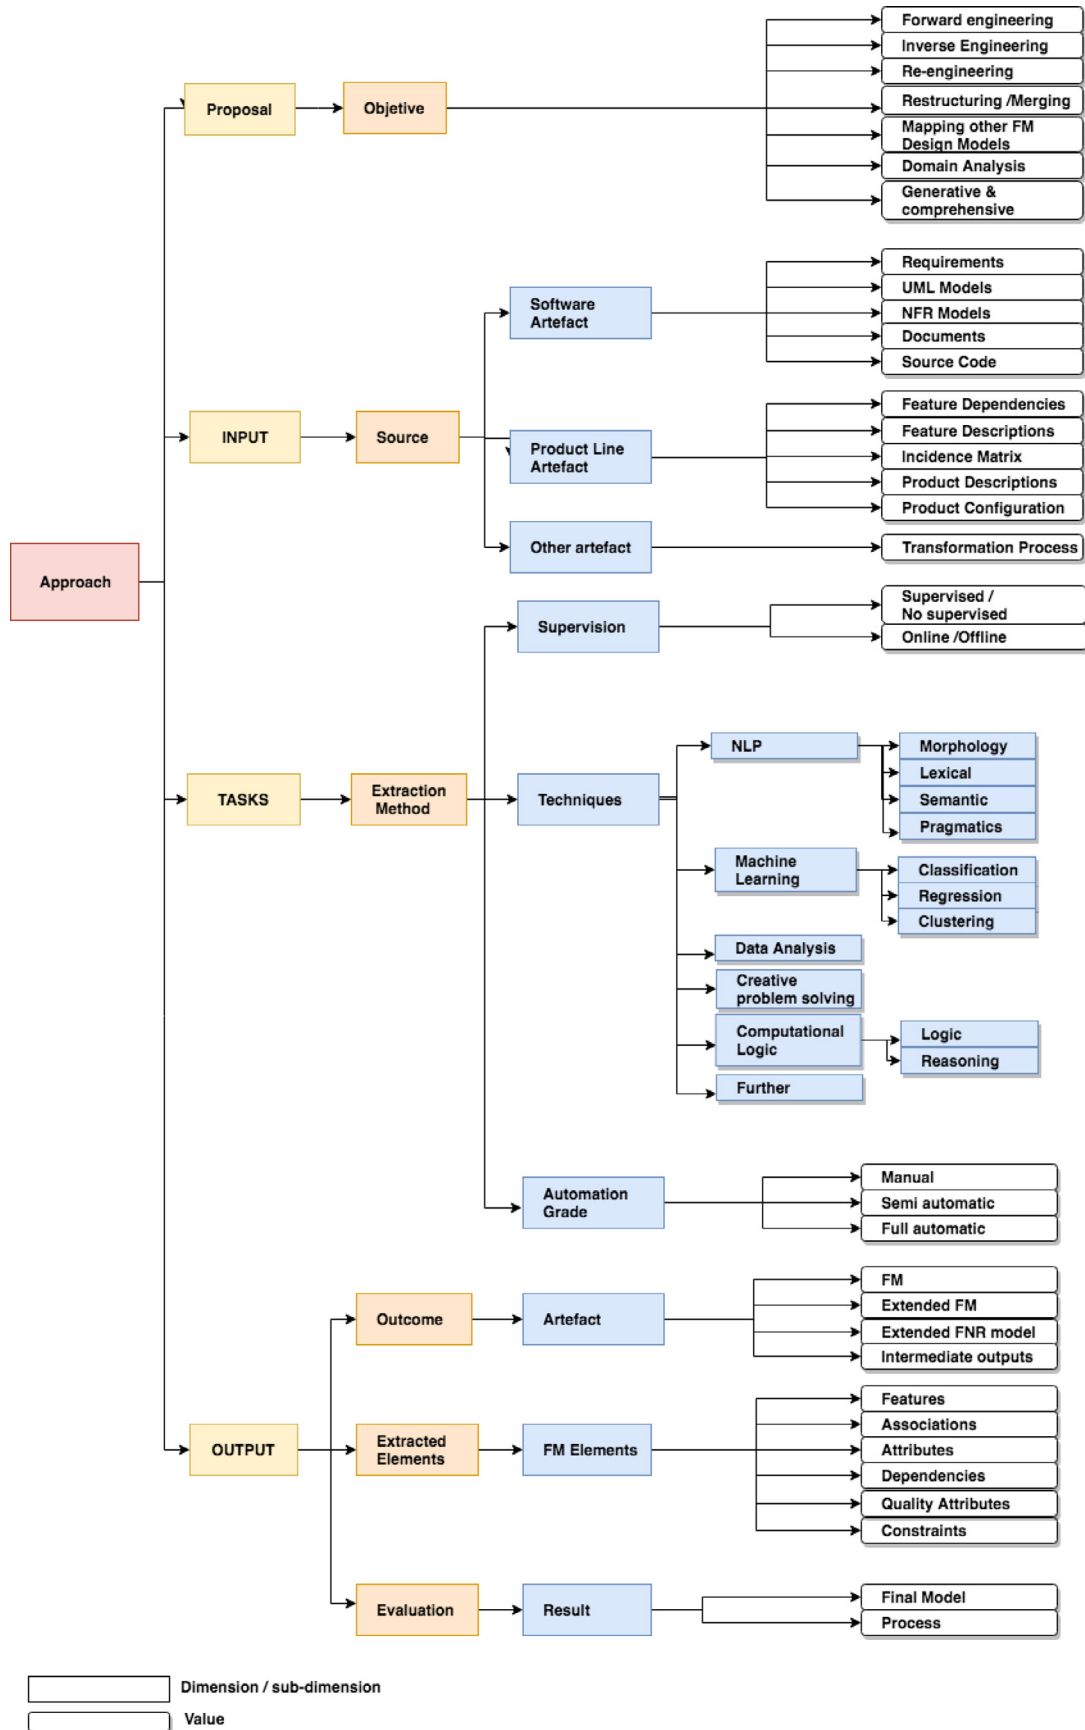 Approach
Proposal
Objetive
Forward engineering
Inverse Engineering
Re-engineering
Restructuring /Merging
Mapping other FM
Design Models
Domain Analysis
Generative &
comprehensive
INPUT
Source
Software
Artefact
Requirements
UML Models
NFR Models
Documents
Source Code
Product Line
Artefact
Feature Dependencies
Feature Descriptions
Incidence Matrix
Product Descriptions
Product Configuration
Other artefact
Transformation Process
TASKS
Extraction
Method
Supervision
Supervised /
No supervised
Online /Offline
Techniques
NLP
Morphology
Lexical
Semantic
Pragmatics
Machine
Learning
Classification
Regression
Clustering
Data Analysis
Creative
problem solving
Computational
Logic
Logic
Reasoning
Further
Automation
Grade
Manual
Semi automatic
Full automatic
OUTPUT
Outcome
Artefact
FM
Extended FM
Extended FNR model
Intermediate outputs
Extracted
Elements
FM Elements
Features
Associations
Attributes
Dependencies
Quality Attributes
Constraints
Evaluation
Result
Final Model
Process
Dimension / sub-dimension
Value